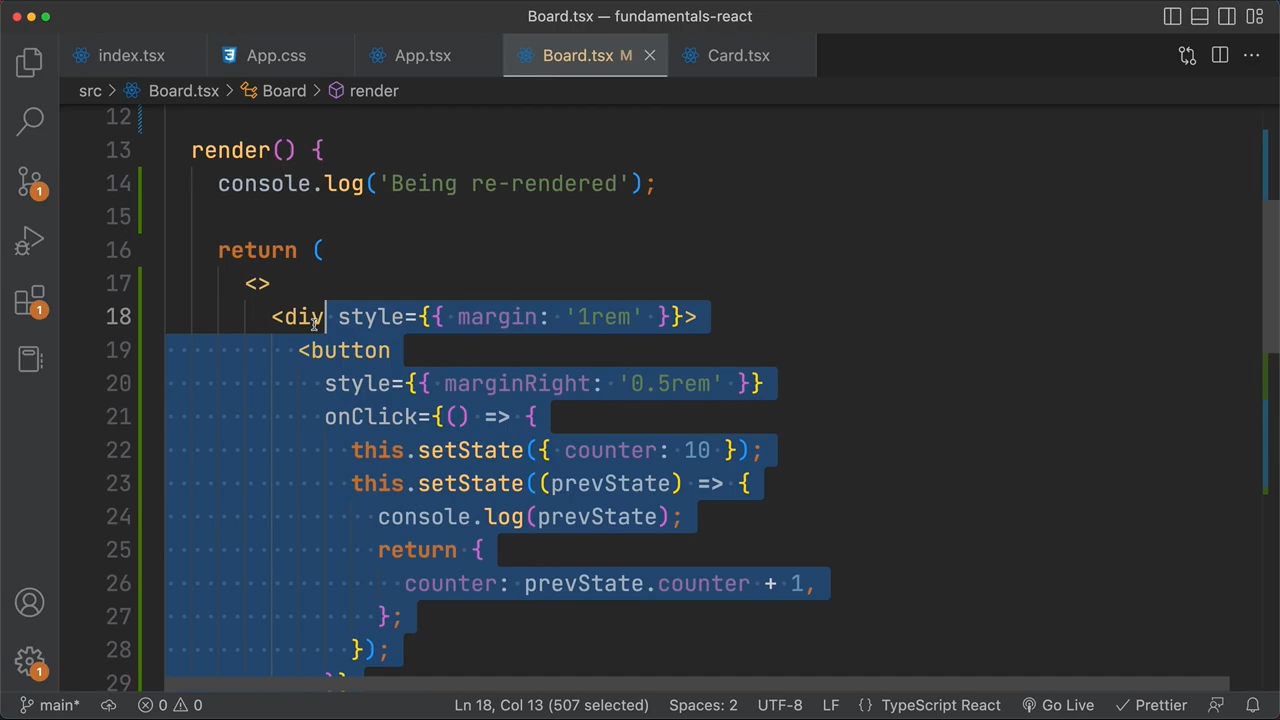 Board.tsx — fundamentals-react
index.tsx App.css App.tsx Board.tsx M Card.tsx
src > Board.tsx > Board > render
12
13 render() {
14 console.log('Being re-rendered');
15
16 return (
17 <>
18 <div style={{ margin: '1rem' }}>
19 <button
20 style={{ marginRight: '0.5rem' }}
21 onClick={() => {
22 this.setState({ counter: 10 });
23 this.setState((prevState) => {
24 console.log(prevState);
25 return {
26 counter: prevState.counter + 1,
27 };
28 });
29 }}
1
1
1
main* 0 0 Ln 18, Col 13 (507 selected) Spaces: 2 UTF-8 LF {} TypeScript React Go Live Prettier